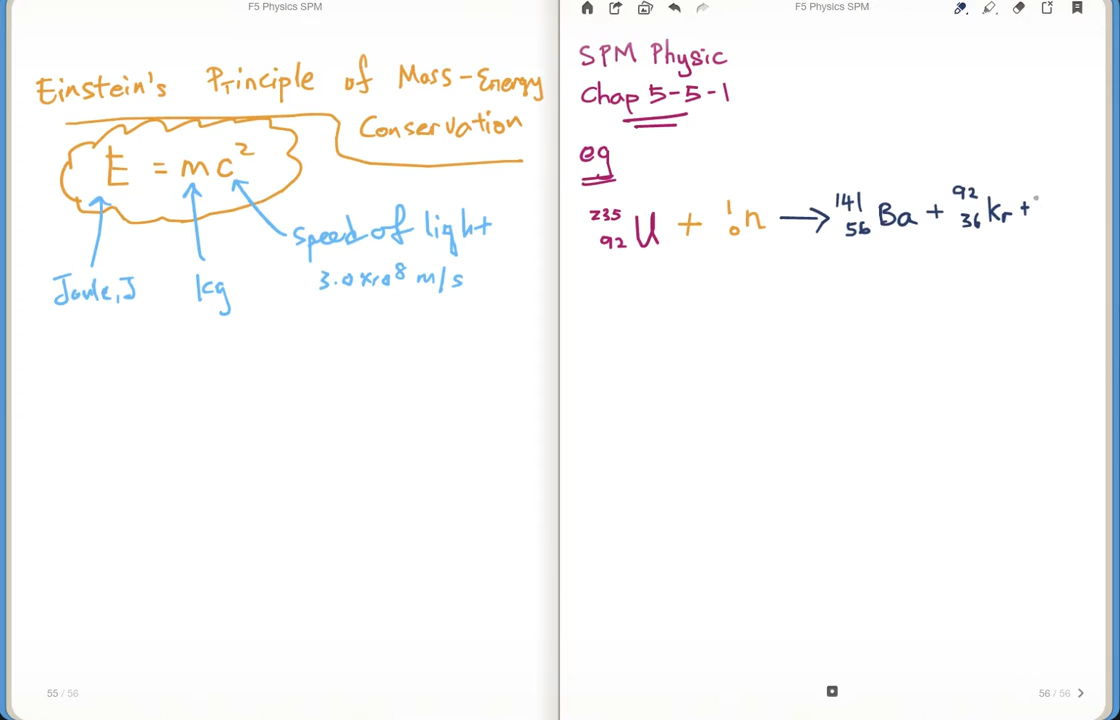 F5 Physics SPM
Einstein's Principle of Mass-Energy
Conservation
E = mc²
Speed of light
3.0×10⁸ m/s
Joule, J
kg
55 / 56
F5 Physics SPM
SPM Physic
Chap 5-5-1
eg
²³⁵₉₂U + ¹₀n → ¹⁴¹₅₆Ba + ⁹²₃₆Kr +
56 / 56